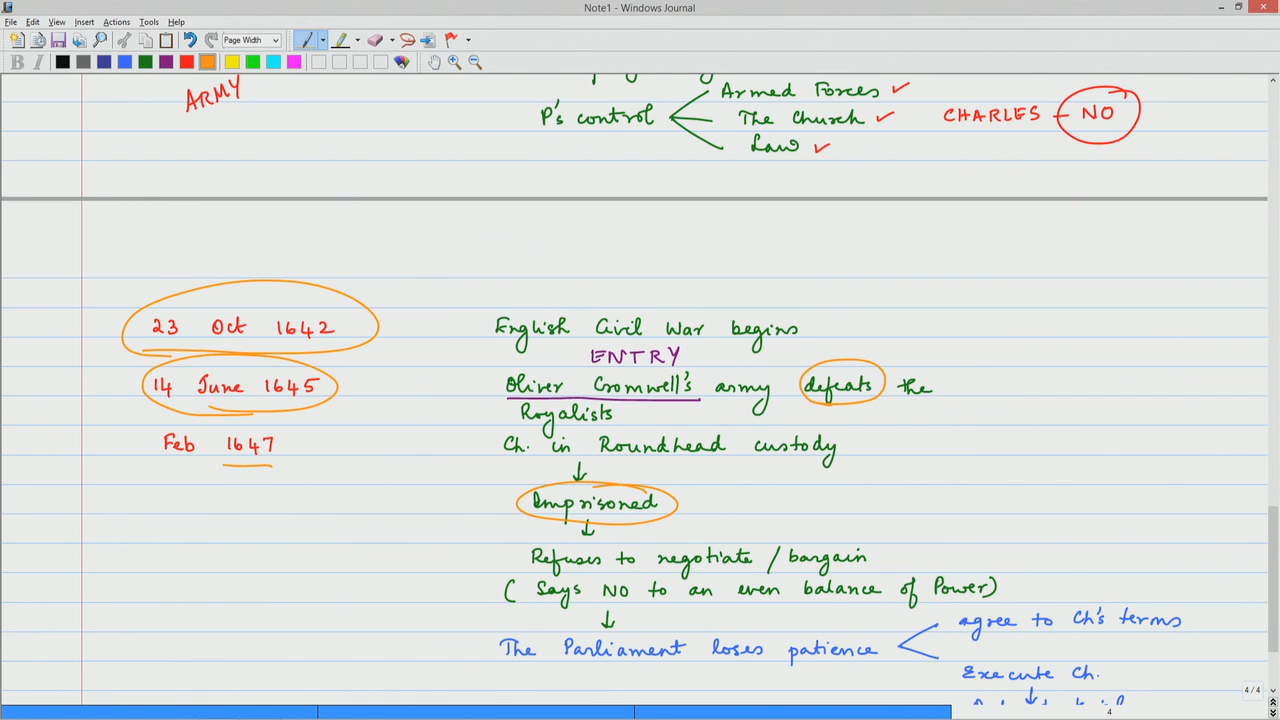 Note1 - Windows Journal
File Edit View Insert Actions Tools Help
Page Width
B I
ARMY
P's control
Armed Forces ✓
The Church ✓
Law ✓
CHARLES - NO
23 Oct 1642 English Civil War begins
ENTRY
14 June 1645 Oliver Cromwell's army defeats the
Royalists
Feb 1647 Ch. in Roundhead custody
↓
Imprisoned
↓
Refuses to negotiate / bargain
( Says NO to an even balance of Power)
↓
The Parliament loses patience
agree to Ch's terms
Execute Ch.
↓
4/4
4